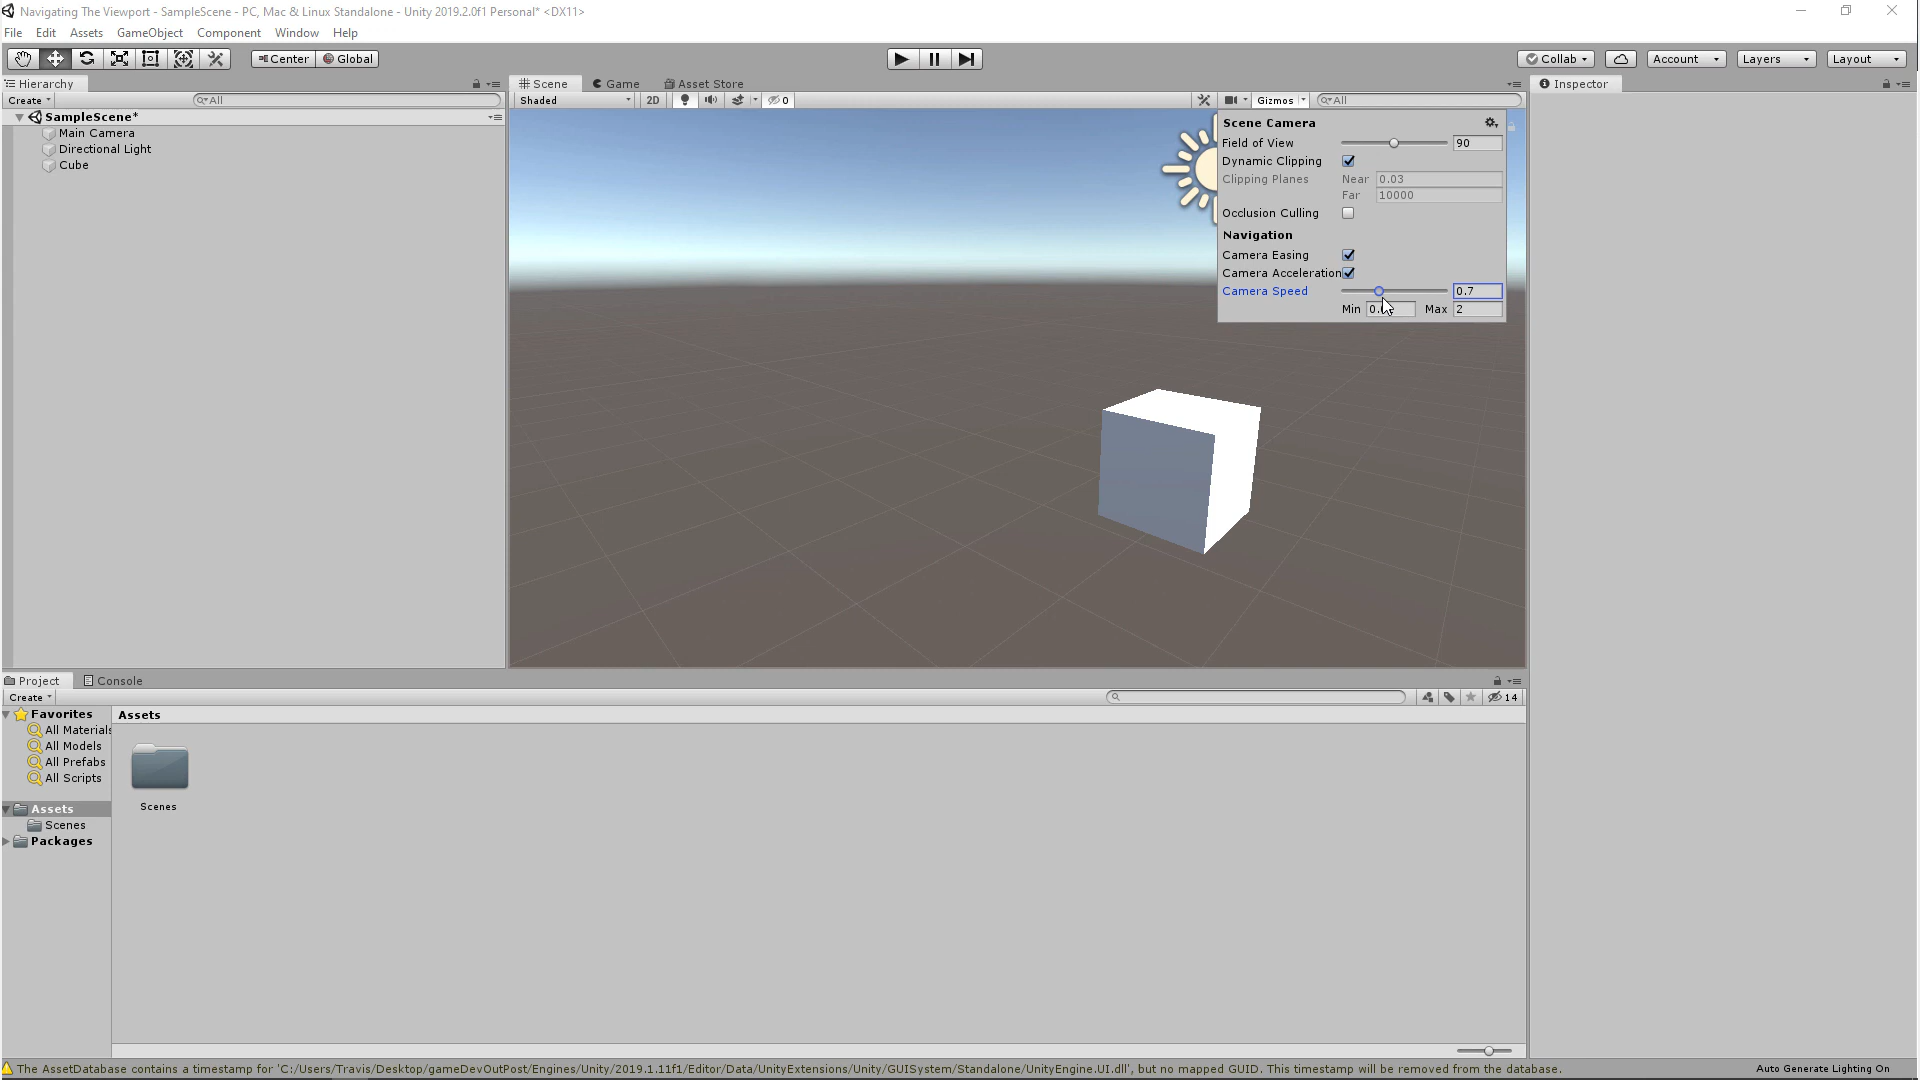 Navigating The Viewport - SampleScene - PC, Mac & Linux Standalone - Unity 2019.2.0f1 Personal* <DX11>
File Edit Assets GameObject Component Window Help
Center Global Collab Account Layers Layout
Hierarchy Scene Game Asset Store Inspector
Create All Shaded 2D 0 Gizmos All
SampleScene*
Main Camera
Directional Light
Cube
Scene Camera
Field of View 90
Dynamic Clipping
Clipping Planes Near 0.03
Far 10000
Occlusion Culling
Navigation
Camera Easing
Camera Acceleration
Camera Speed 0.7
Min Max 2
Project Console
Create 14
Favorites
All Materials
All Models
All Prefabs
All Scripts
Assets
Scenes
Packages
Assets
Scenes
The AssetDatabase contains a timestamp for 'C:/Users/Travis/Desktop/gameDevOutPost/Engines/Unity/2019.1.11f1/Editor/Data/UnityExtensions/Unity/GUISystem/Standalone/UnityEngine.UI.dll', but no mapped GUID. This timestamp will be removed from the database.
Auto Generate Lighting On